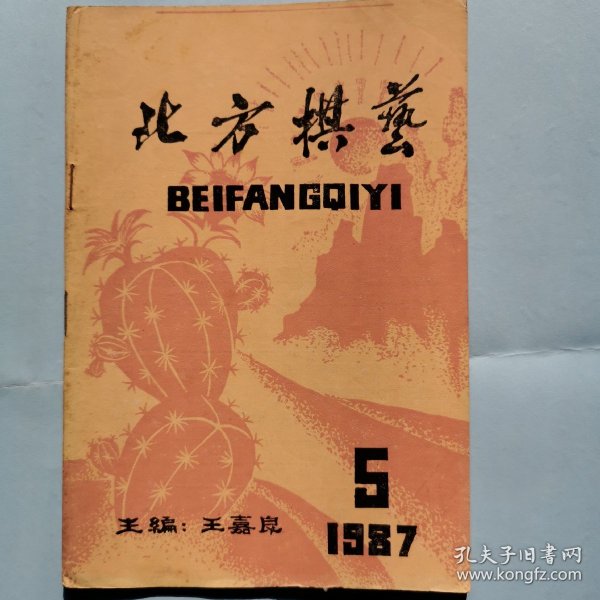 北方棋藝
BEIFANGQIYI
5
主编：王嘉良
1987
孔夫子旧书网
www.kongfz.com